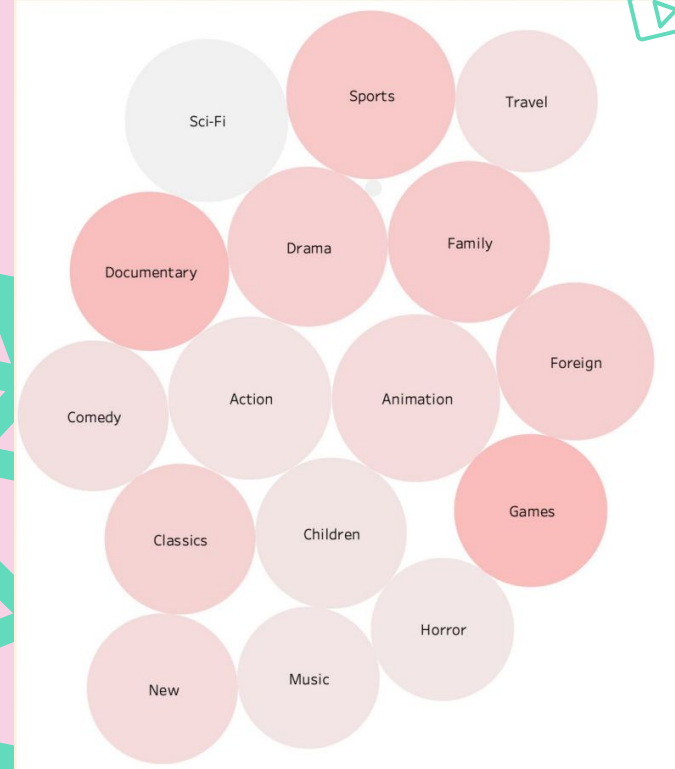 Sports
Travel
Sci-Fi
Family
Drama
Documentary
Foreign
Action
Animation
Comedy
Games
Children
Classics
Horror
Music
New